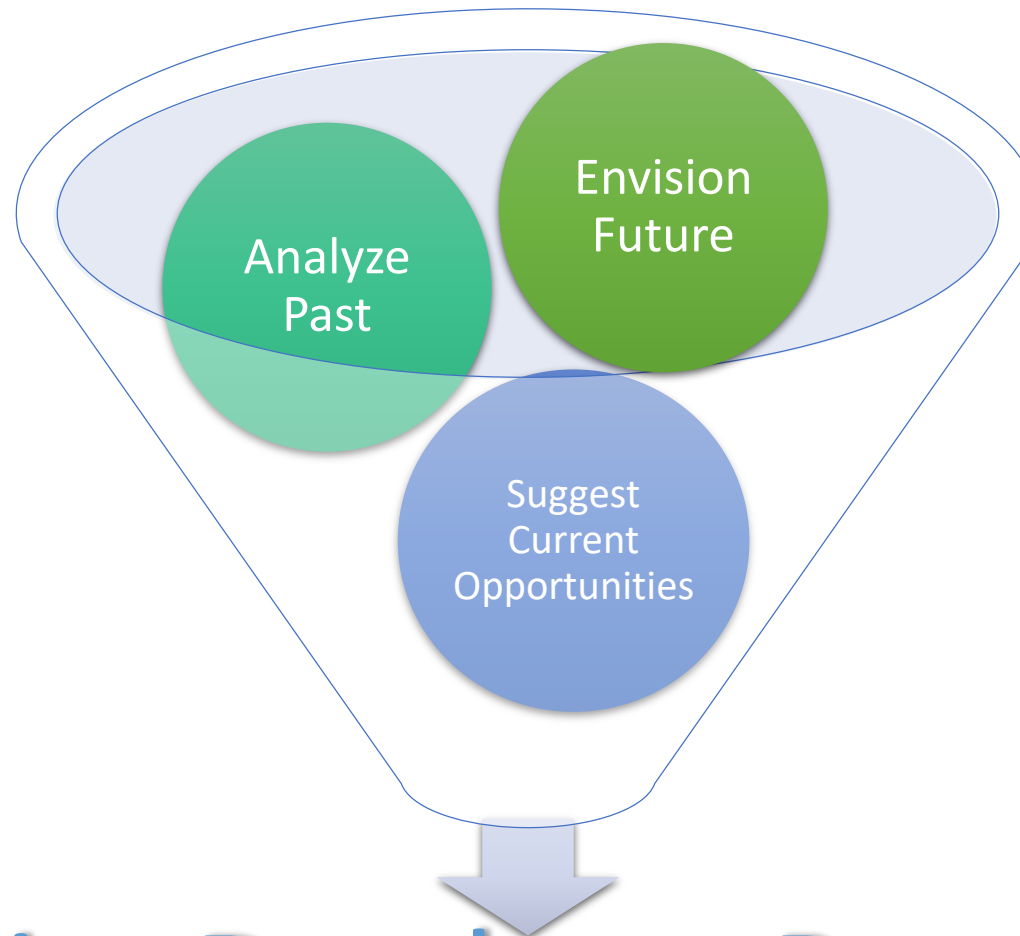 Envision
Future
Analyze
Past
Suggest
Current
Opportunities